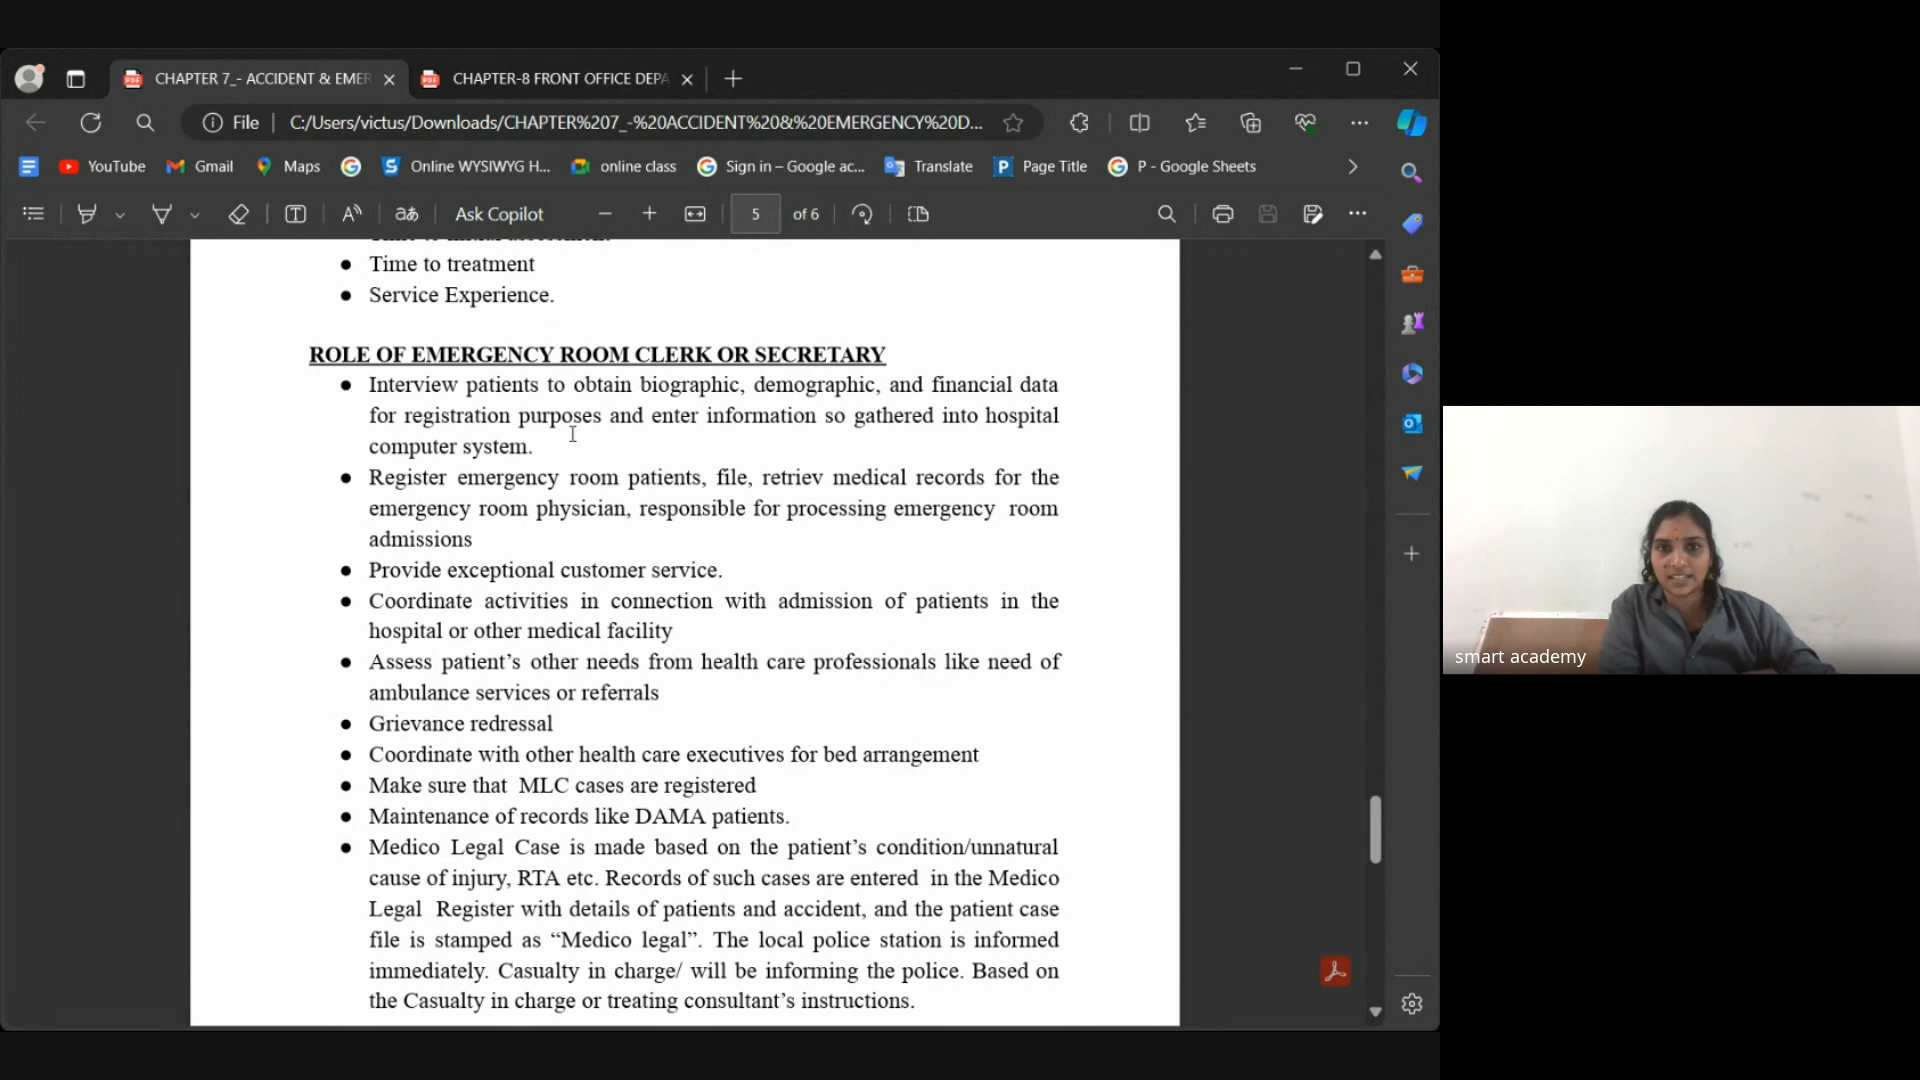 CHAPTER 7_- ACCIDENT & EMER
CHAPTER-8 FRONT OFFICE DEPA
File
C:/Users/victus/Downloads/CHAPTER%207_-%20ACCIDENT%20&%20EMERGENCY%20D...
YouTube
Gmail
Maps
Online WYSIWYG H...
online class
Sign in – Google ac...
Translate
Page Title
P - Google Sheets
Ask Copilot
5
of 6
● Time to treatment
● Service Experience.
ROLE OF EMERGENCY ROOM CLERK OR SECRETARY
● Interview patients to obtain biographic, demographic, and financial data
for registration purposes and enter information so gathered into hospital
computer system.
● Register emergency room patients, file, retriev medical records for the
emergency room physician, responsible for processing emergency room
admissions
● Provide exceptional customer service.
● Coordinate activities in connection with admission of patients in the
hospital or other medical facility
● Assess patient’s other needs from health care professionals like need of
ambulance services or referrals
● Grievance redressal
● Coordinate with other health care executives for bed arrangement
● Make sure that MLC cases are registered
● Maintenance of records like DAMA patients.
● Medico Legal Case is made based on the patient’s condition/unnatural
cause of injury, RTA etc. Records of such cases are entered in the Medico
Legal Register with details of patients and accident, and the patient case
file is stamped as “Medico legal”. The local police station is informed
immediately. Casualty in charge/ will be informing the police. Based on
the Casualty in charge or treating consultant’s instructions.
smart academy